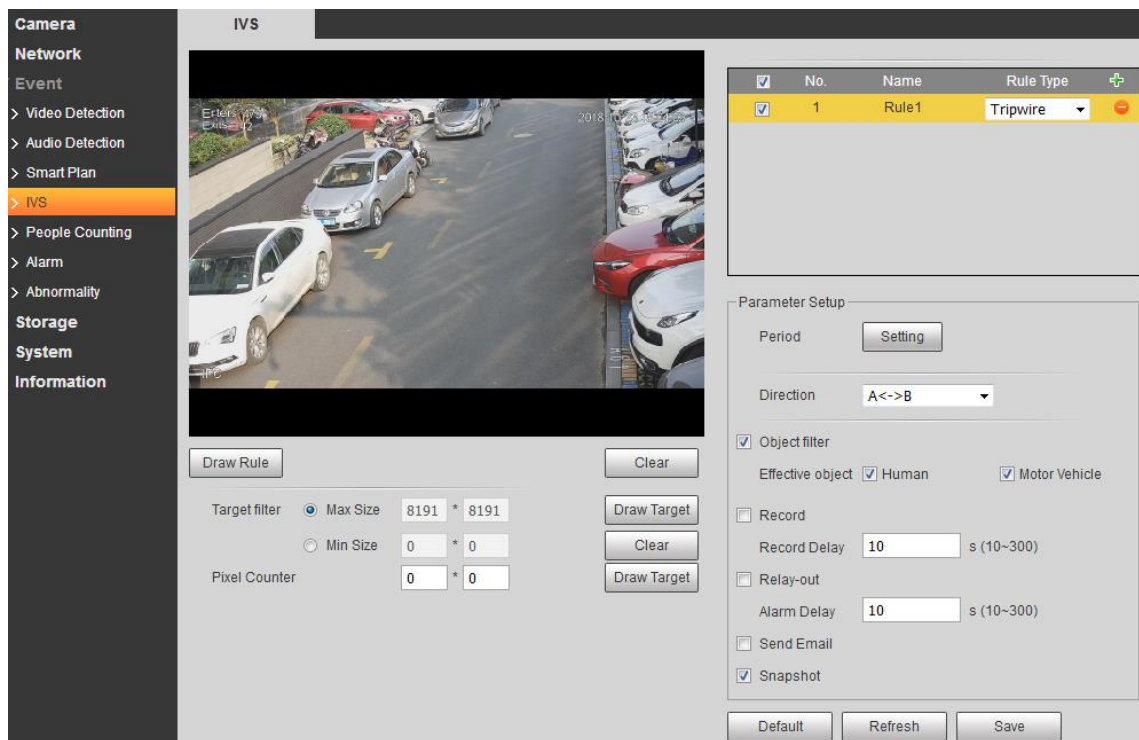 Camera
Network
Event
> Video Detection
> Audio Detection
> Smart Plan
> IVS
> People Counting
> Alarm
> Abnormality
Storage
System
Information
IVS
IPC
Draw Rule
Clear
Target filter Max Size 8191 * 8191 Draw Target
Min Size 0 * 0 Clear
Pixel Counter 0 * 0 Draw Target
No. Name Rule Type
1 Rule1 Tripwire
Parameter Setup
Period Setting
Direction A<->B
Object filter
Effective object Human Motor Vehicle
Record
Record Delay 10 s (10~300)
Relay-out
Alarm Delay 10 s (10~300)
Send Email
Snapshot
Default Refresh Save